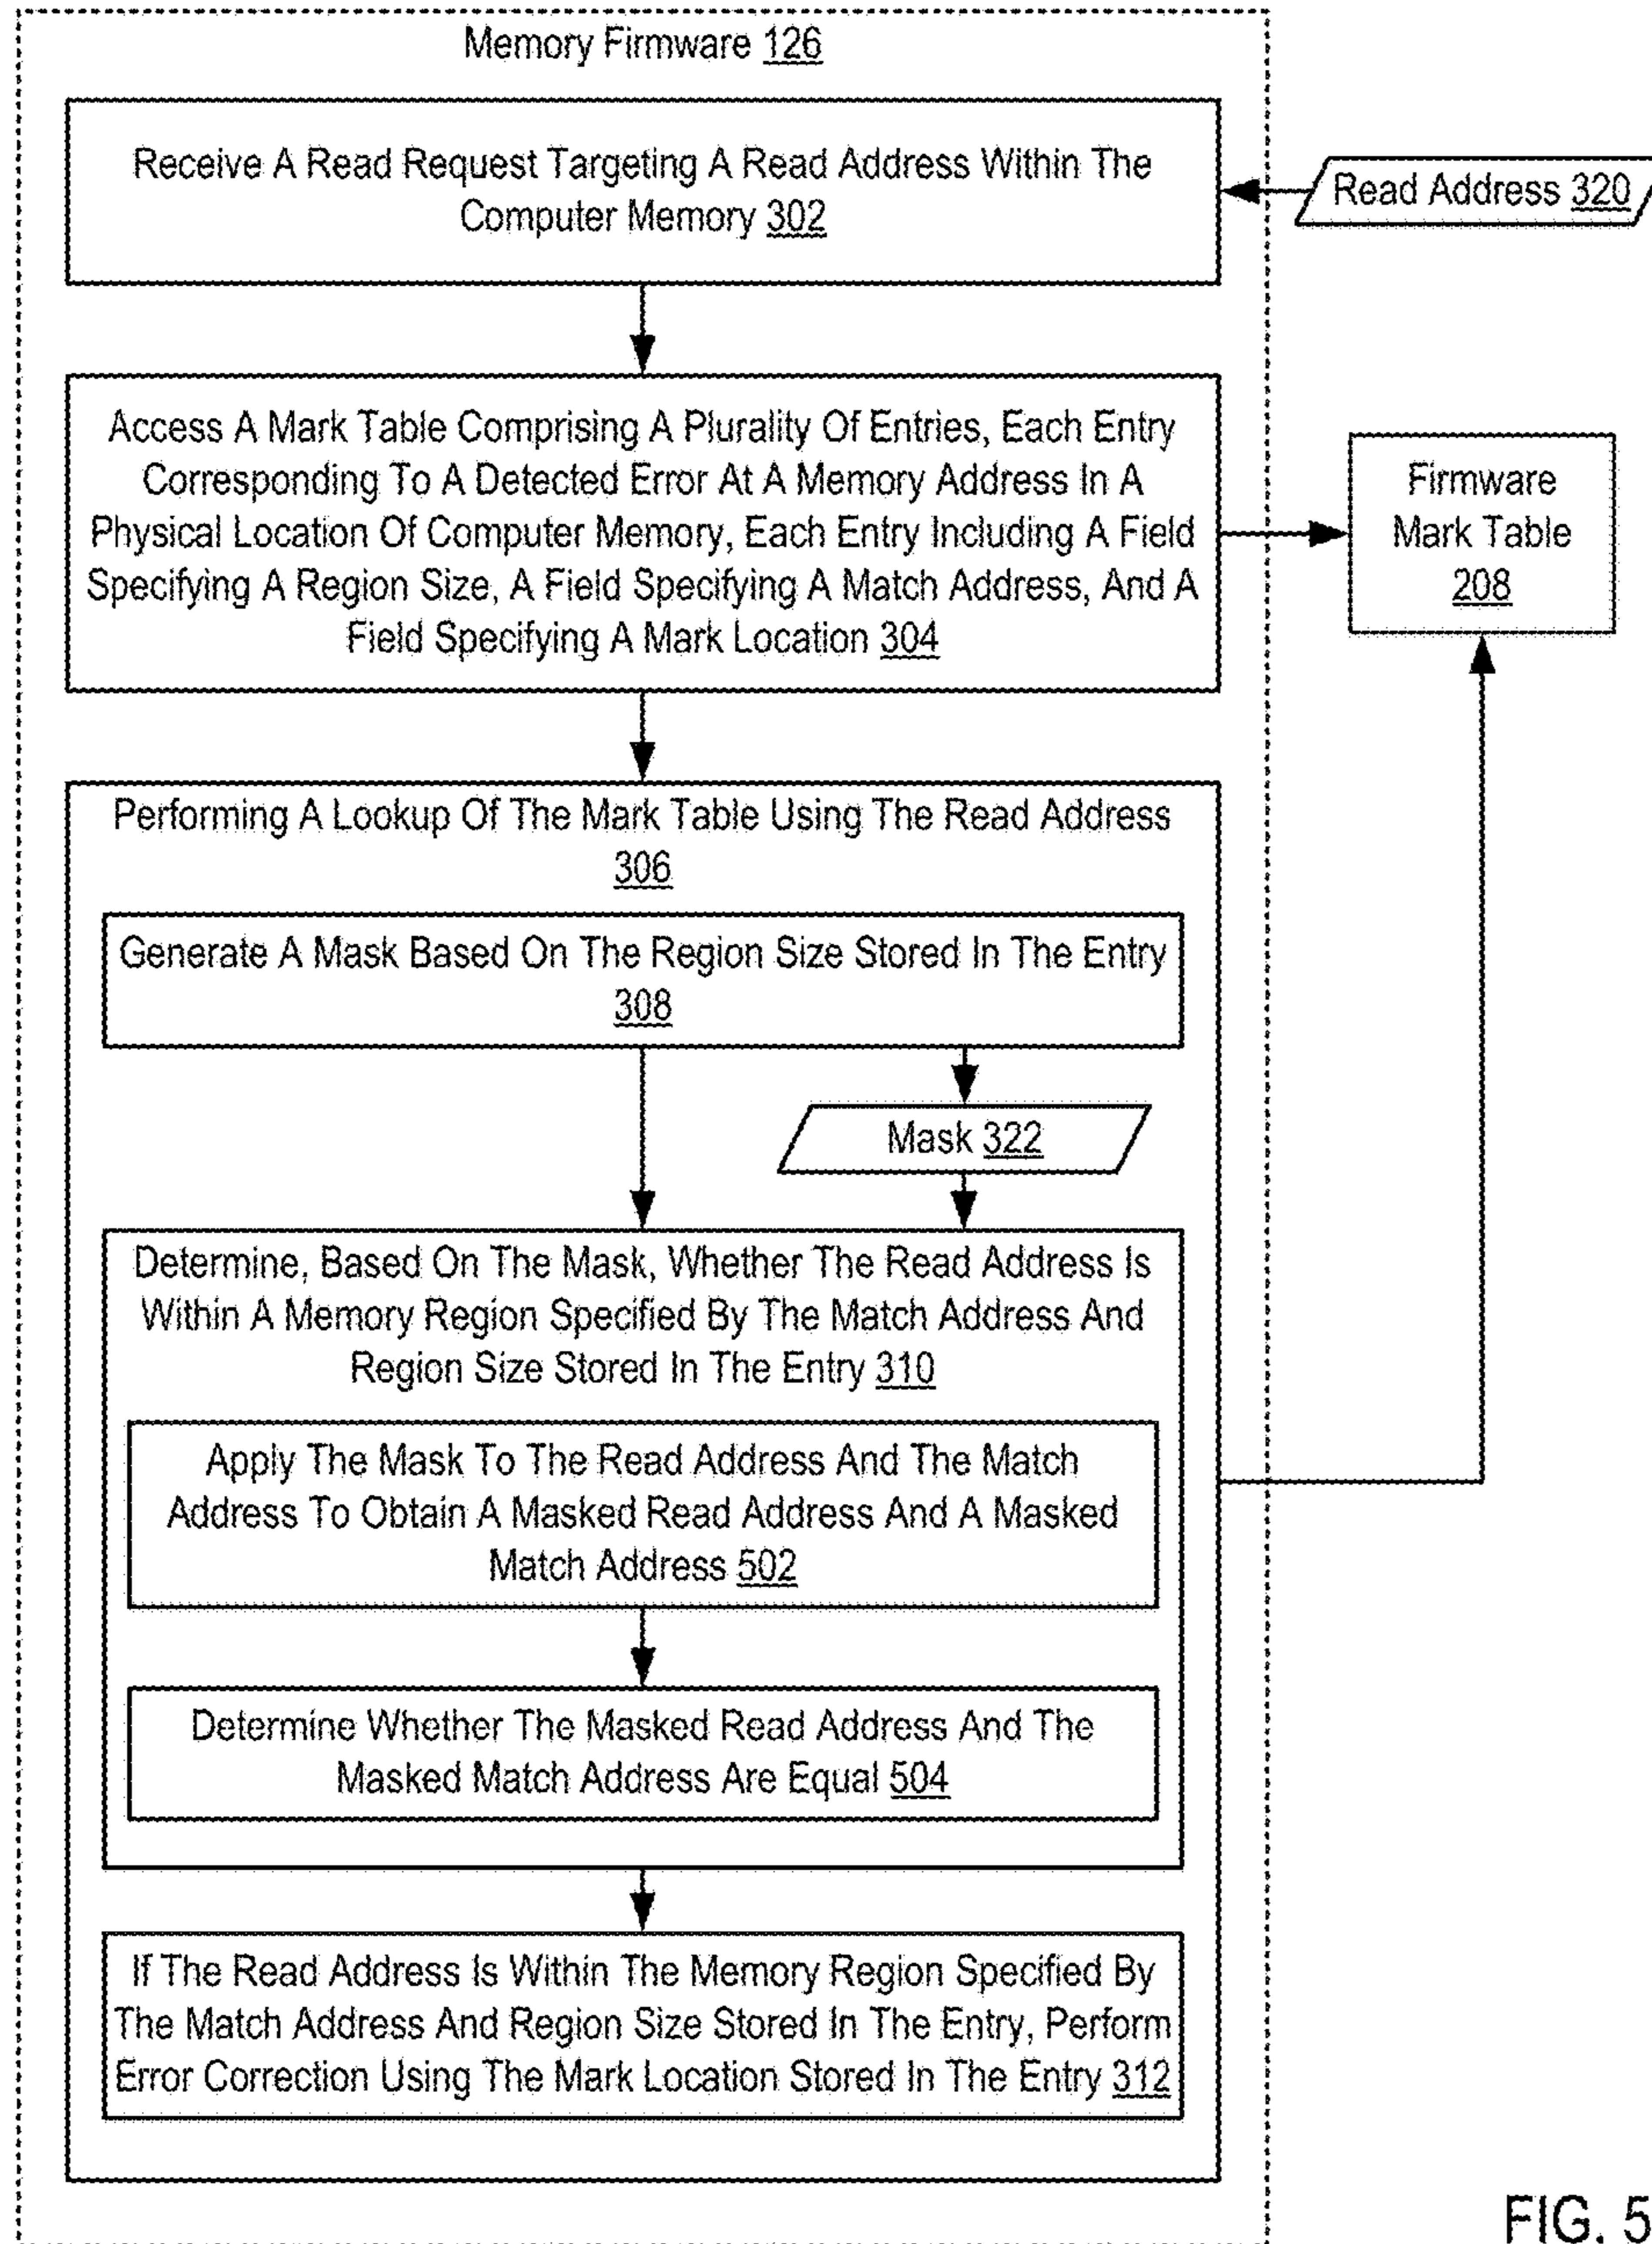 Memory Firmware 126
Receive A Read Request Targeting A Read Address Within The
Computer Memory 302
Read Address 320
Access A Mark Table Comprising A Plurality Of Entries, Each Entry
Corresponding To A Detected Error At A Memory Address In A
Physical Location Of Computer Memory, Each Entry Including A Field
Specifying A Region Size, A Field Specifying A Match Address, And A
Field Specifying A Mark Location 304
Firmware
Mark Table
208
Performing A Lookup Of The Mark Table Using The Read Address
306
Generate A Mask Based On The Region Size Stored In The Entry
308
Mask 322
Determine, Based On The Mask, Whether The Read Address Is
Within A Memory Region Specified By The Match Address And
Region Size Stored In The Entry 310
Apply The Mask To The Read Address And The Match
Address To Obtain A Masked Read Address And A Masked
Match Address 502
Determine Whether The Masked Read Address And The
Masked Match Address Are Equal 504
If The Read Address Is Within The Memory Region Specified By
The Match Address And Region Size Stored In The Entry, Perform
Error Correction Using The Mark Location Stored In The Entry 312
FIG. 5